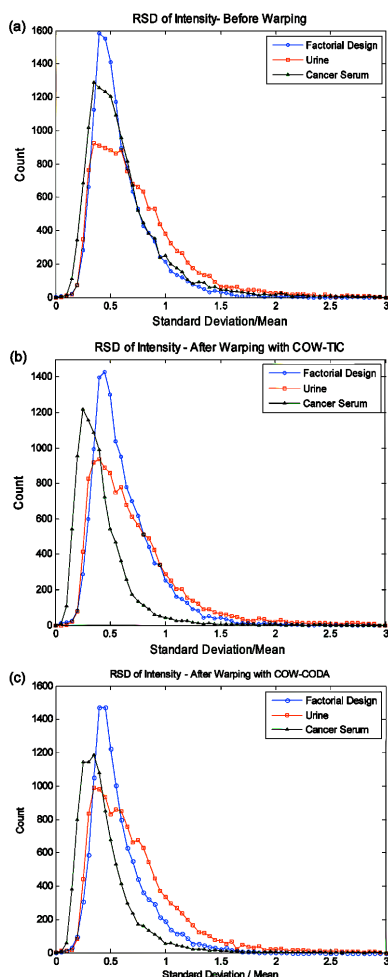 (a)
RSD of Intensity- Before Warping
1600
1400
1200
1000
800
600
400
200
0
Count
Factorial Design
Urine
Cancer Serum
0 0.5 1 1.5 2 2.5 3
Standard Deviation/Mean
(b)
RSD of Intensity - After Warping with COW-TIC
1400
1200
1000
800
600
400
200
0
Count
Factorial Design
Urine
Cancer Serum
0 0.5 1 1.5 2 2.5 3
Standard Deviation/Mean
(c)
RSD of Intensity - After Warping with COW-CODA
1600
1400
1200
1000
800
600
400
200
0
Count
Factorial Design
Urine
Cancer Serum
0 0.5 1 1.5 2 2.5 3
Standard Deviation / Mean